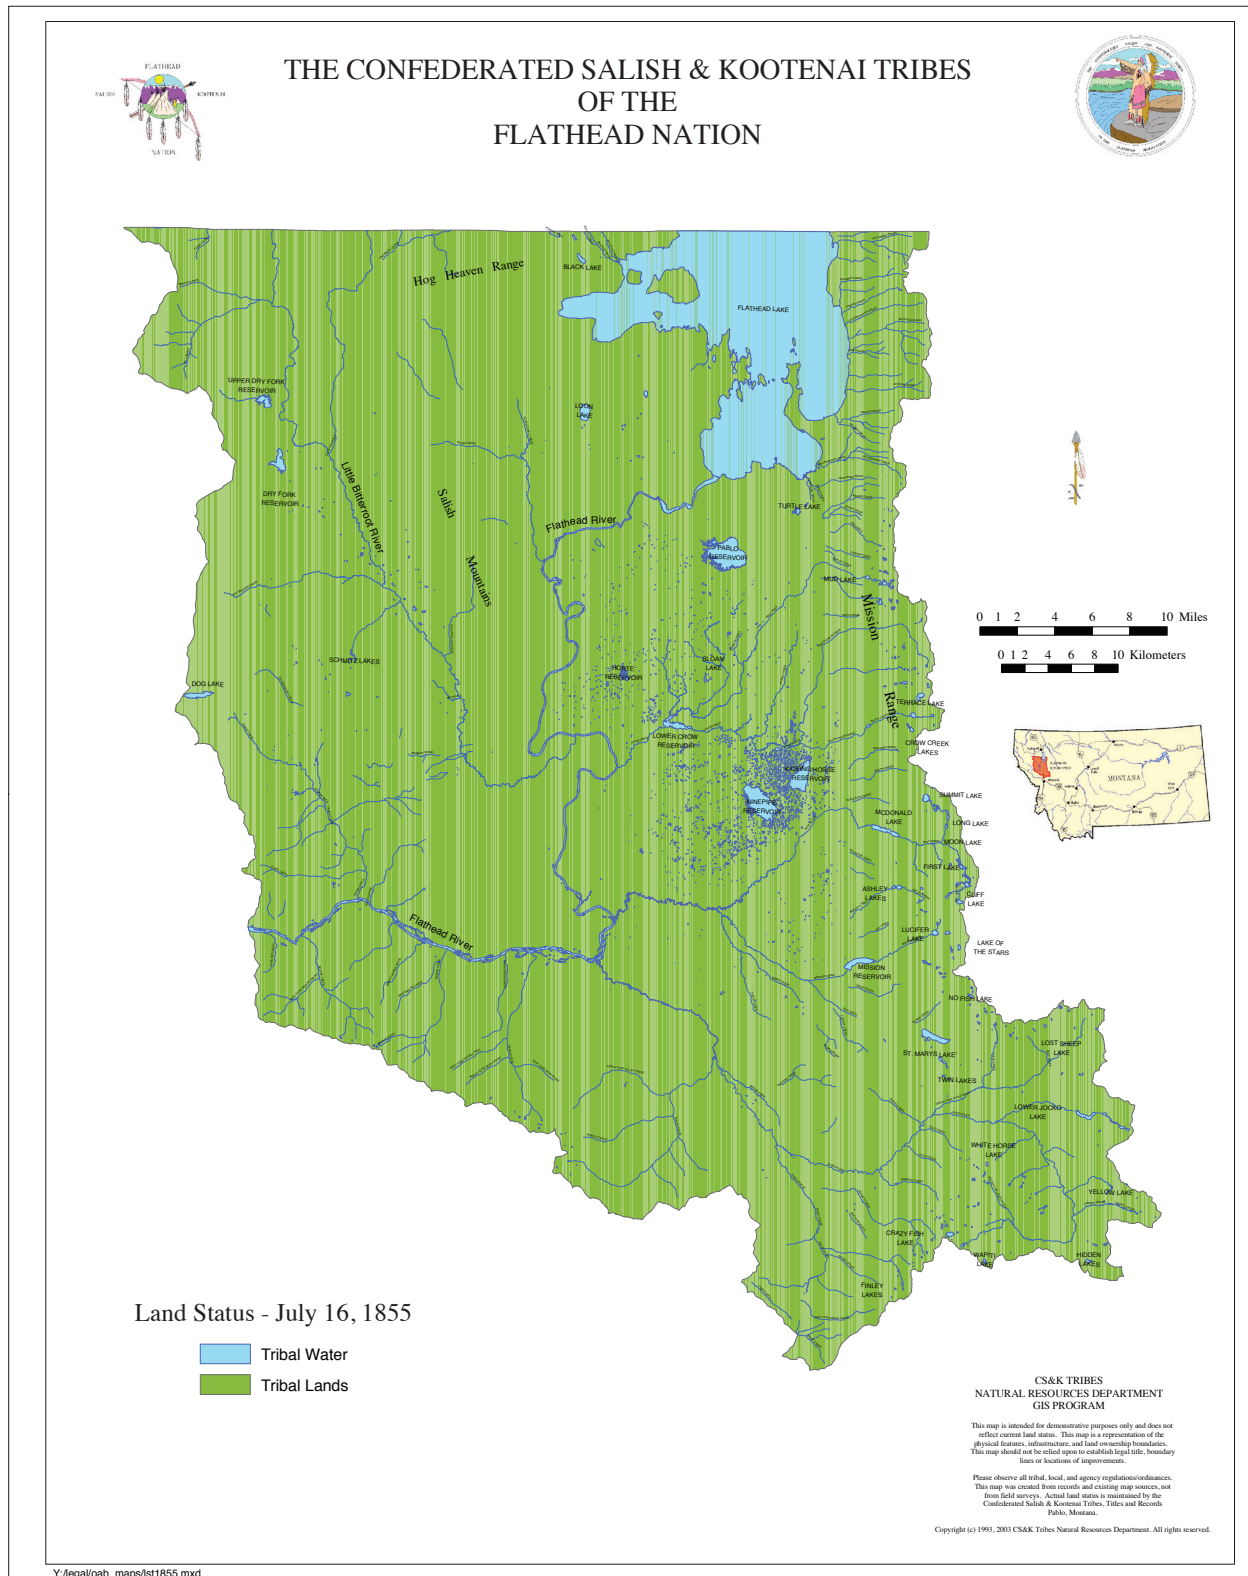 THE CONFEDERATED SALISH & KOOTENAI TRIBES
OF THE
FLATHEAD NATION
FLATHEAD
SALISH
KOOTENAI
NATION
Hog Heaven Range
BLACK LAKE
FLATHEAD LAKE
UPPER DRY FORK
RESERVOIR
LOON
LAKE
Little Bitterroot River
DRY FORK
RESERVOIR
Salish
Mountains
Flathead River
TURTLE LAKE
PABLO
RESERVOIR
MUD LAKE
Mission
Range
0 1 2 4 6 8 10 Miles
0 1 2 4 6 8 10 Kilometers
SCHMITZ LAKES
DOG LAKE
HORTE
RESERVOIR
SLOAN
LAKE
TERRACE LAKE
LOWER CROW
RESERVOIR
CROW CREEK
LAKES
KICKING HORSE
RESERVOIR
NINEPIPE
RESERVOIR
MONTANA
SUMMIT LAKE
MCDONALD
LAKE
LONG LAKE
MOON LAKE
FIRST LAKE
ASHLEY
LAKES
CLIFF
LAKE
Flathead River
LUCIFER
LAKE
LAKE OF
THE STARS
MISSION
RESERVOIR
NO FISH LAKE
ST. MARYS LAKE
LOST SHEEP
LAKE
TWIN LAKES
LOWER JOCKO
LAKE
WHITE HORSE
LAKE
YELLOW LAKE
CRAZY FISH
LAKE
WAPITI
LAKE
HIDDEN
LAKES
FINLEY
LAKES
Land Status - July 16, 1855
Tribal Water
Tribal Lands
CS&K TRIBES
NATURAL RESOURCES DEPARTMENT
GIS PROGRAM
This map is intended for demonstrative purposes only and does not
reflect current land status. This map is a representation of the
physical features, infrastructure, and land ownership boundaries.
This map should not be relied upon to establish legal title, boundary
lines or locations of improvements.
Please observe all tribal, local, and agency regulations/ordinances.
This map was created from records and existing map sources, not
from field surveys. Actual land status is maintained by the
Confederated Salish & Kootenai Tribes, Titles and Records
Pablo, Montana.
Copyright (c) 1993, 2003 CS&K Tribes Natural Resources Department. All rights reserved.
Y:/legal/oab_maps/lst1855.mxd